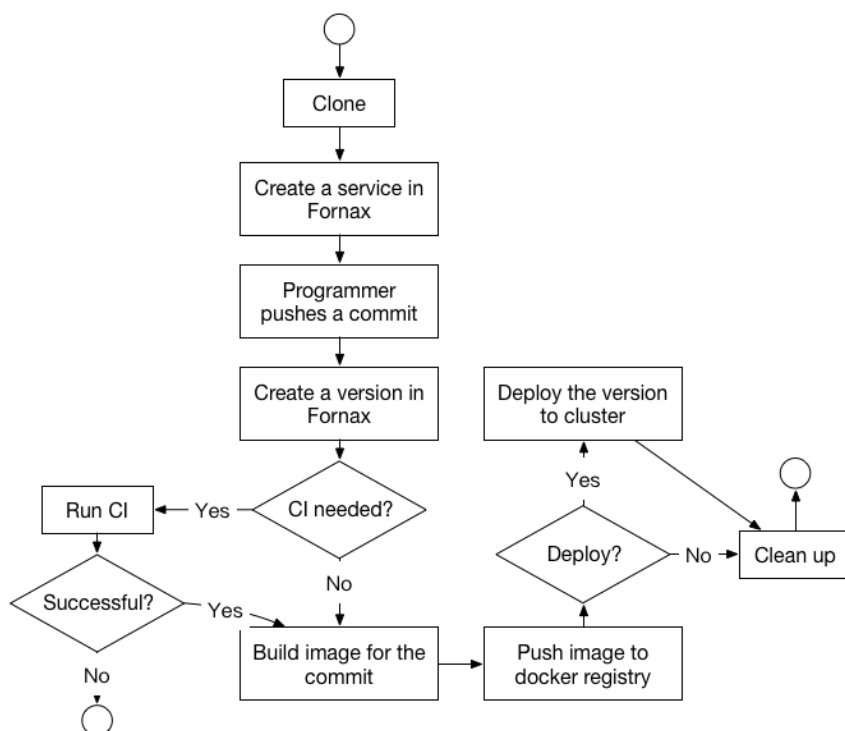 Clone
Create a service in
Fornax
Programmer
pushes a commit
Create a version in
Fornax
Deploy the version
to cluster
Yes
Run CI
Yes
CI needed?
Deploy?
No
Clean up
No
Successful?
Yes
Build image for the
commit
Push image to
docker registry
No